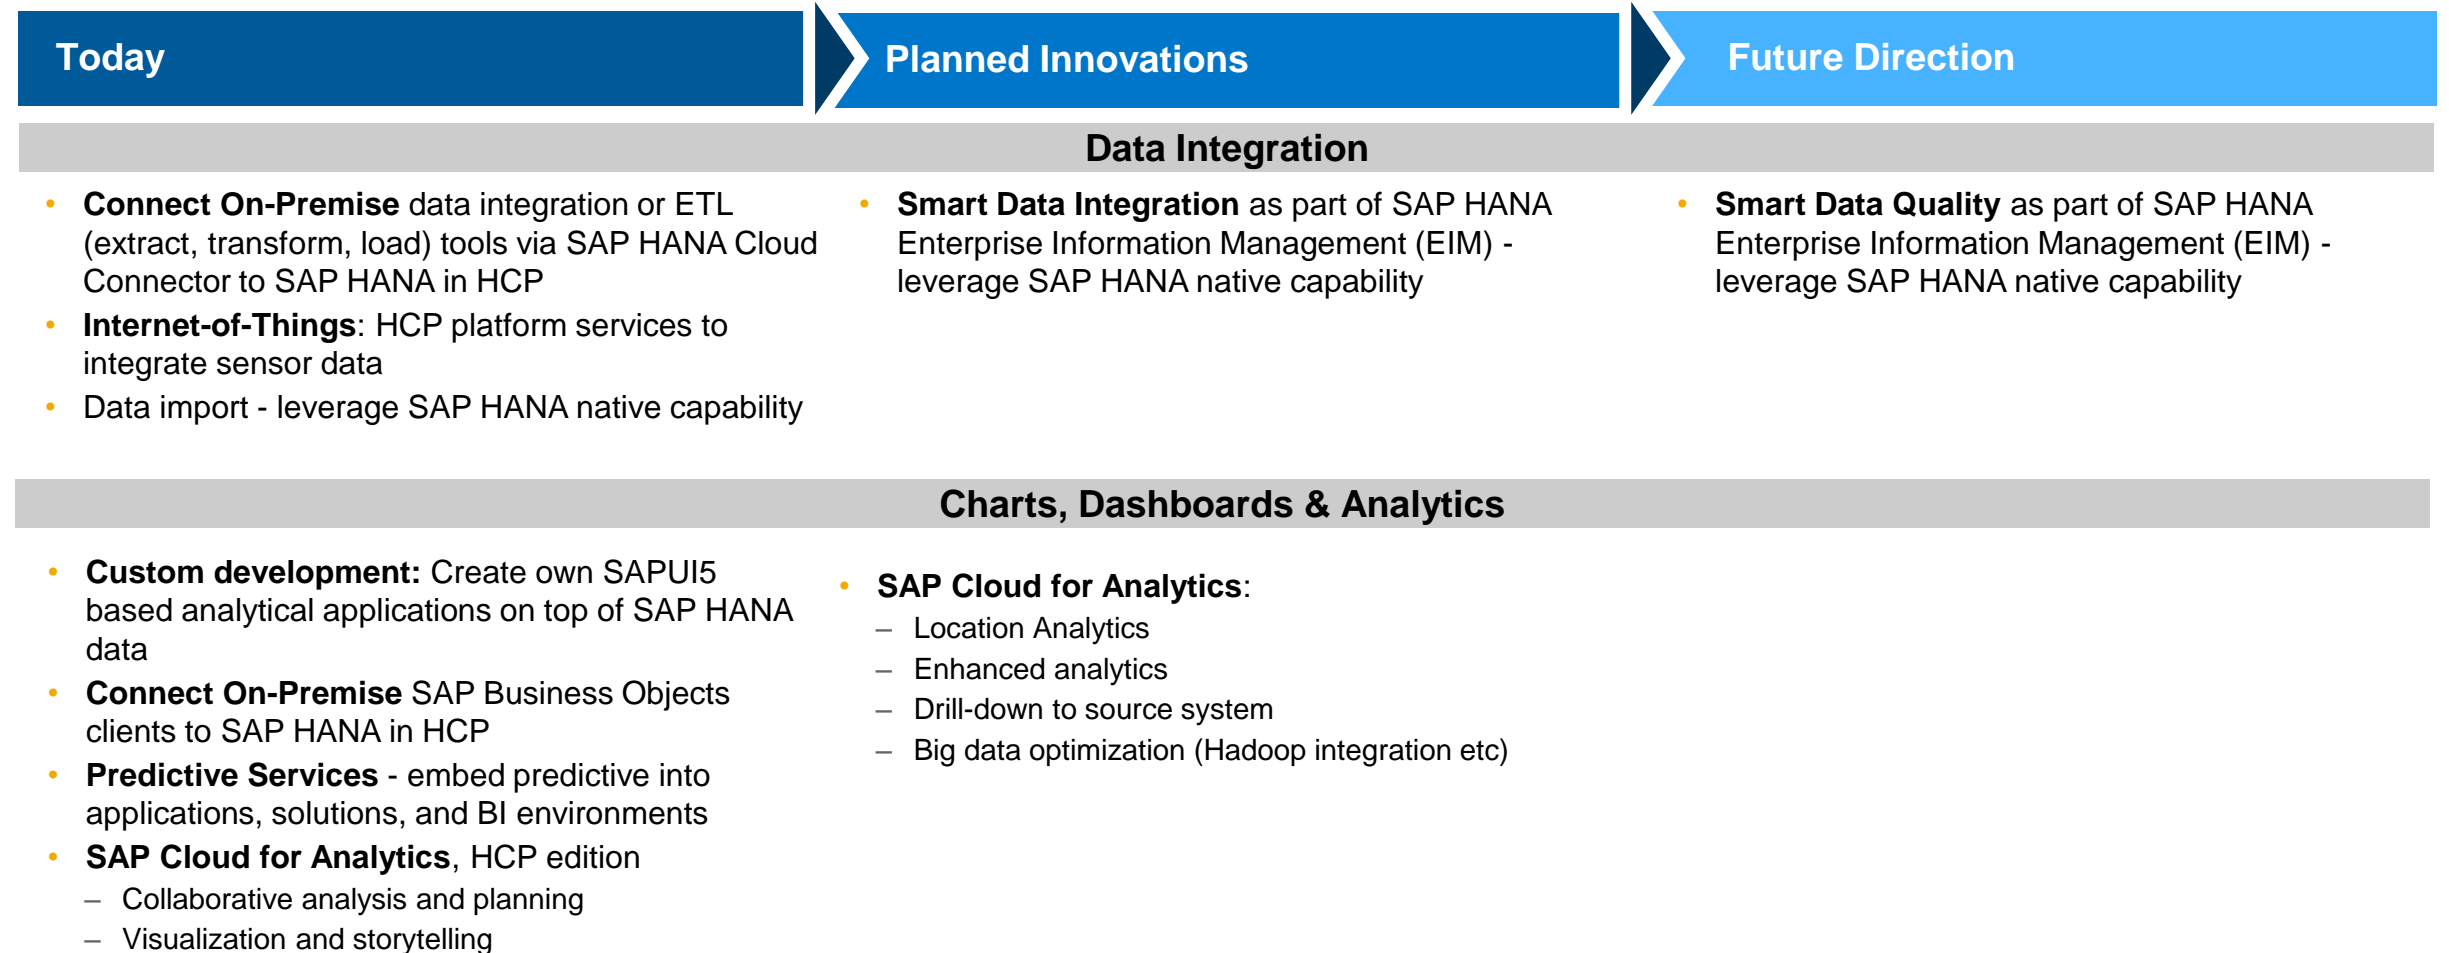 Today
Planned Innovations
Future Direction
Data Integration
• Connect On-Premise data integration or ETL
(extract, transform, load) tools via SAP HANA Cloud
Connector to SAP HANA in HCP
• Internet-of-Things: HCP platform services to
integrate sensor data
• Data import - leverage SAP HANA native capability
• Smart Data Integration as part of SAP HANA
Enterprise Information Management (EIM) -
leverage SAP HANA native capability
• Smart Data Quality as part of SAP HANA
Enterprise Information Management (EIM) -
leverage SAP HANA native capability
Charts, Dashboards & Analytics
• Custom development: Create own SAPUI5
based analytical applications on top of SAP HANA
data
• Connect On-Premise SAP Business Objects
clients to SAP HANA in HCP
• Predictive Services - embed predictive into
applications, solutions, and BI environments
• SAP Cloud for Analytics, HCP edition
– Collaborative analysis and planning
– Visualization and storytelling
• SAP Cloud for Analytics:
– Location Analytics
– Enhanced analytics
– Drill-down to source system
– Big data optimization (Hadoop integration etc)